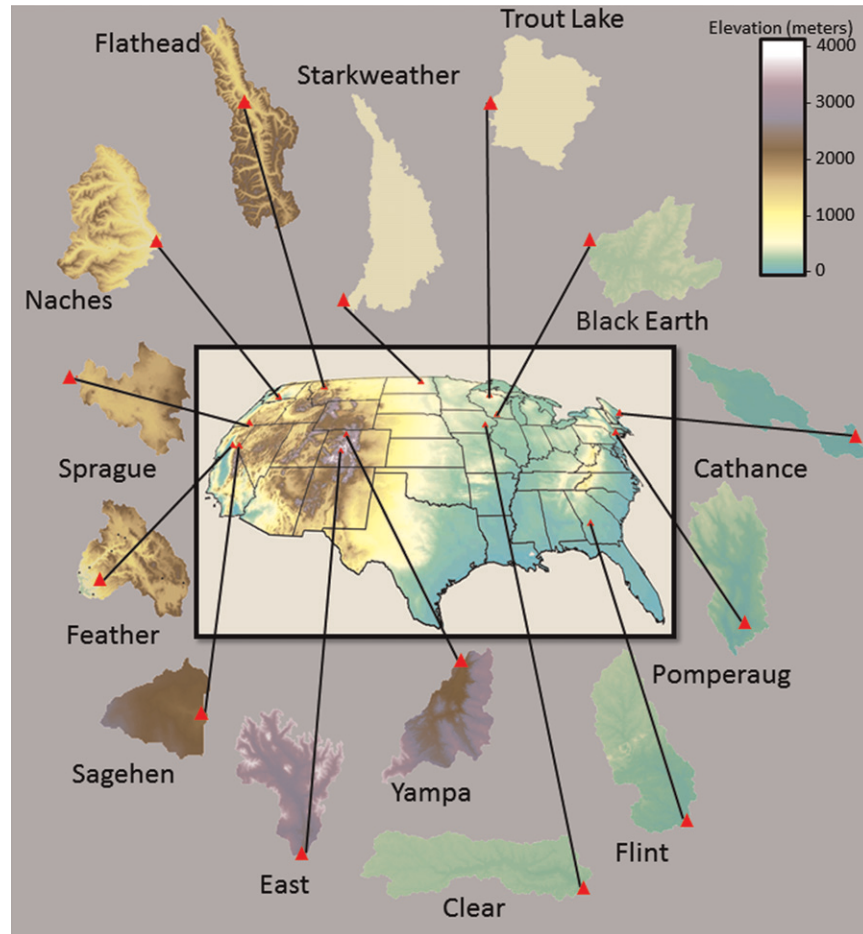 Trout Lake
Flathead
Elevation (meters)
4000
Starkweather
3000
2000
1000
0
Naches
Black Earth
Sprague
Cathance
Feather
Pomperaug
Sagehen
Yampa
Flint
East
Clear